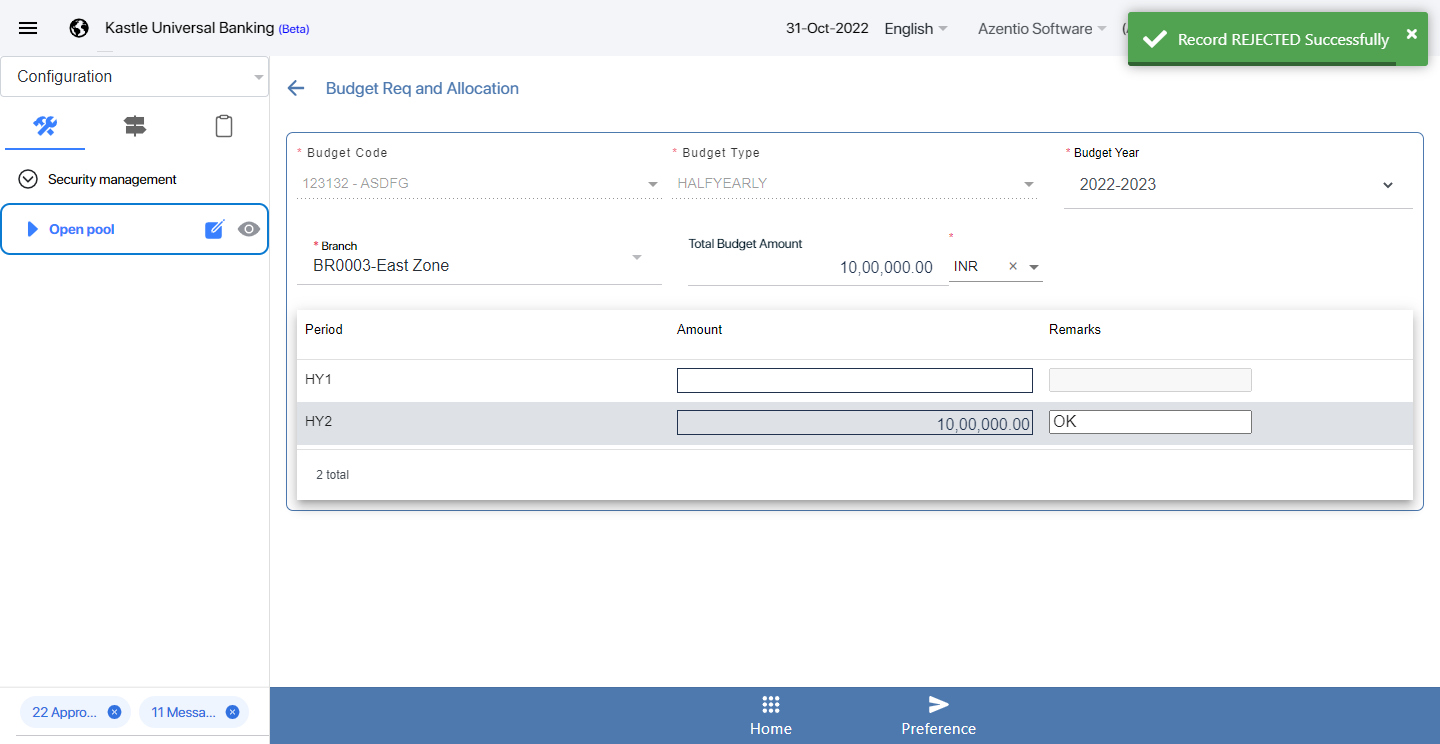 Kastle Universal Banking (Beta)
31-Oct-2022
English
Azentio Software
Record REJECTED Successfully
Configuration
Security management
Open pool
Budget Req and Allocation
* Budget Code
123132 - ASDFG
* Budget Type
HALFYEARLY
* Budget Year
2022-2023
* Branch
BR0003-East Zone
Total Budget Amount
10,00,000.00
*
INR
Period Amount Remarks
HY1
HY2 10,00,000.00 OK
2 total
22 Appro...
11 Messa...
Home
Preference